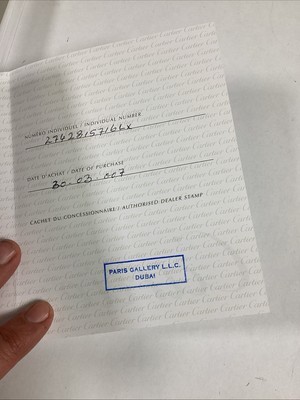 NUMÉRO INDIVIDUEL / INDIVIDUAL NUMBER
DATE D'ACHAT / DATE OF PURCHASE
30.03.007
CACHET DU CONCESSIONNAIRE / AUTHORISED DEALER STAMP
PARIS GALLERY L.L.C.
DUBAI
Cartier